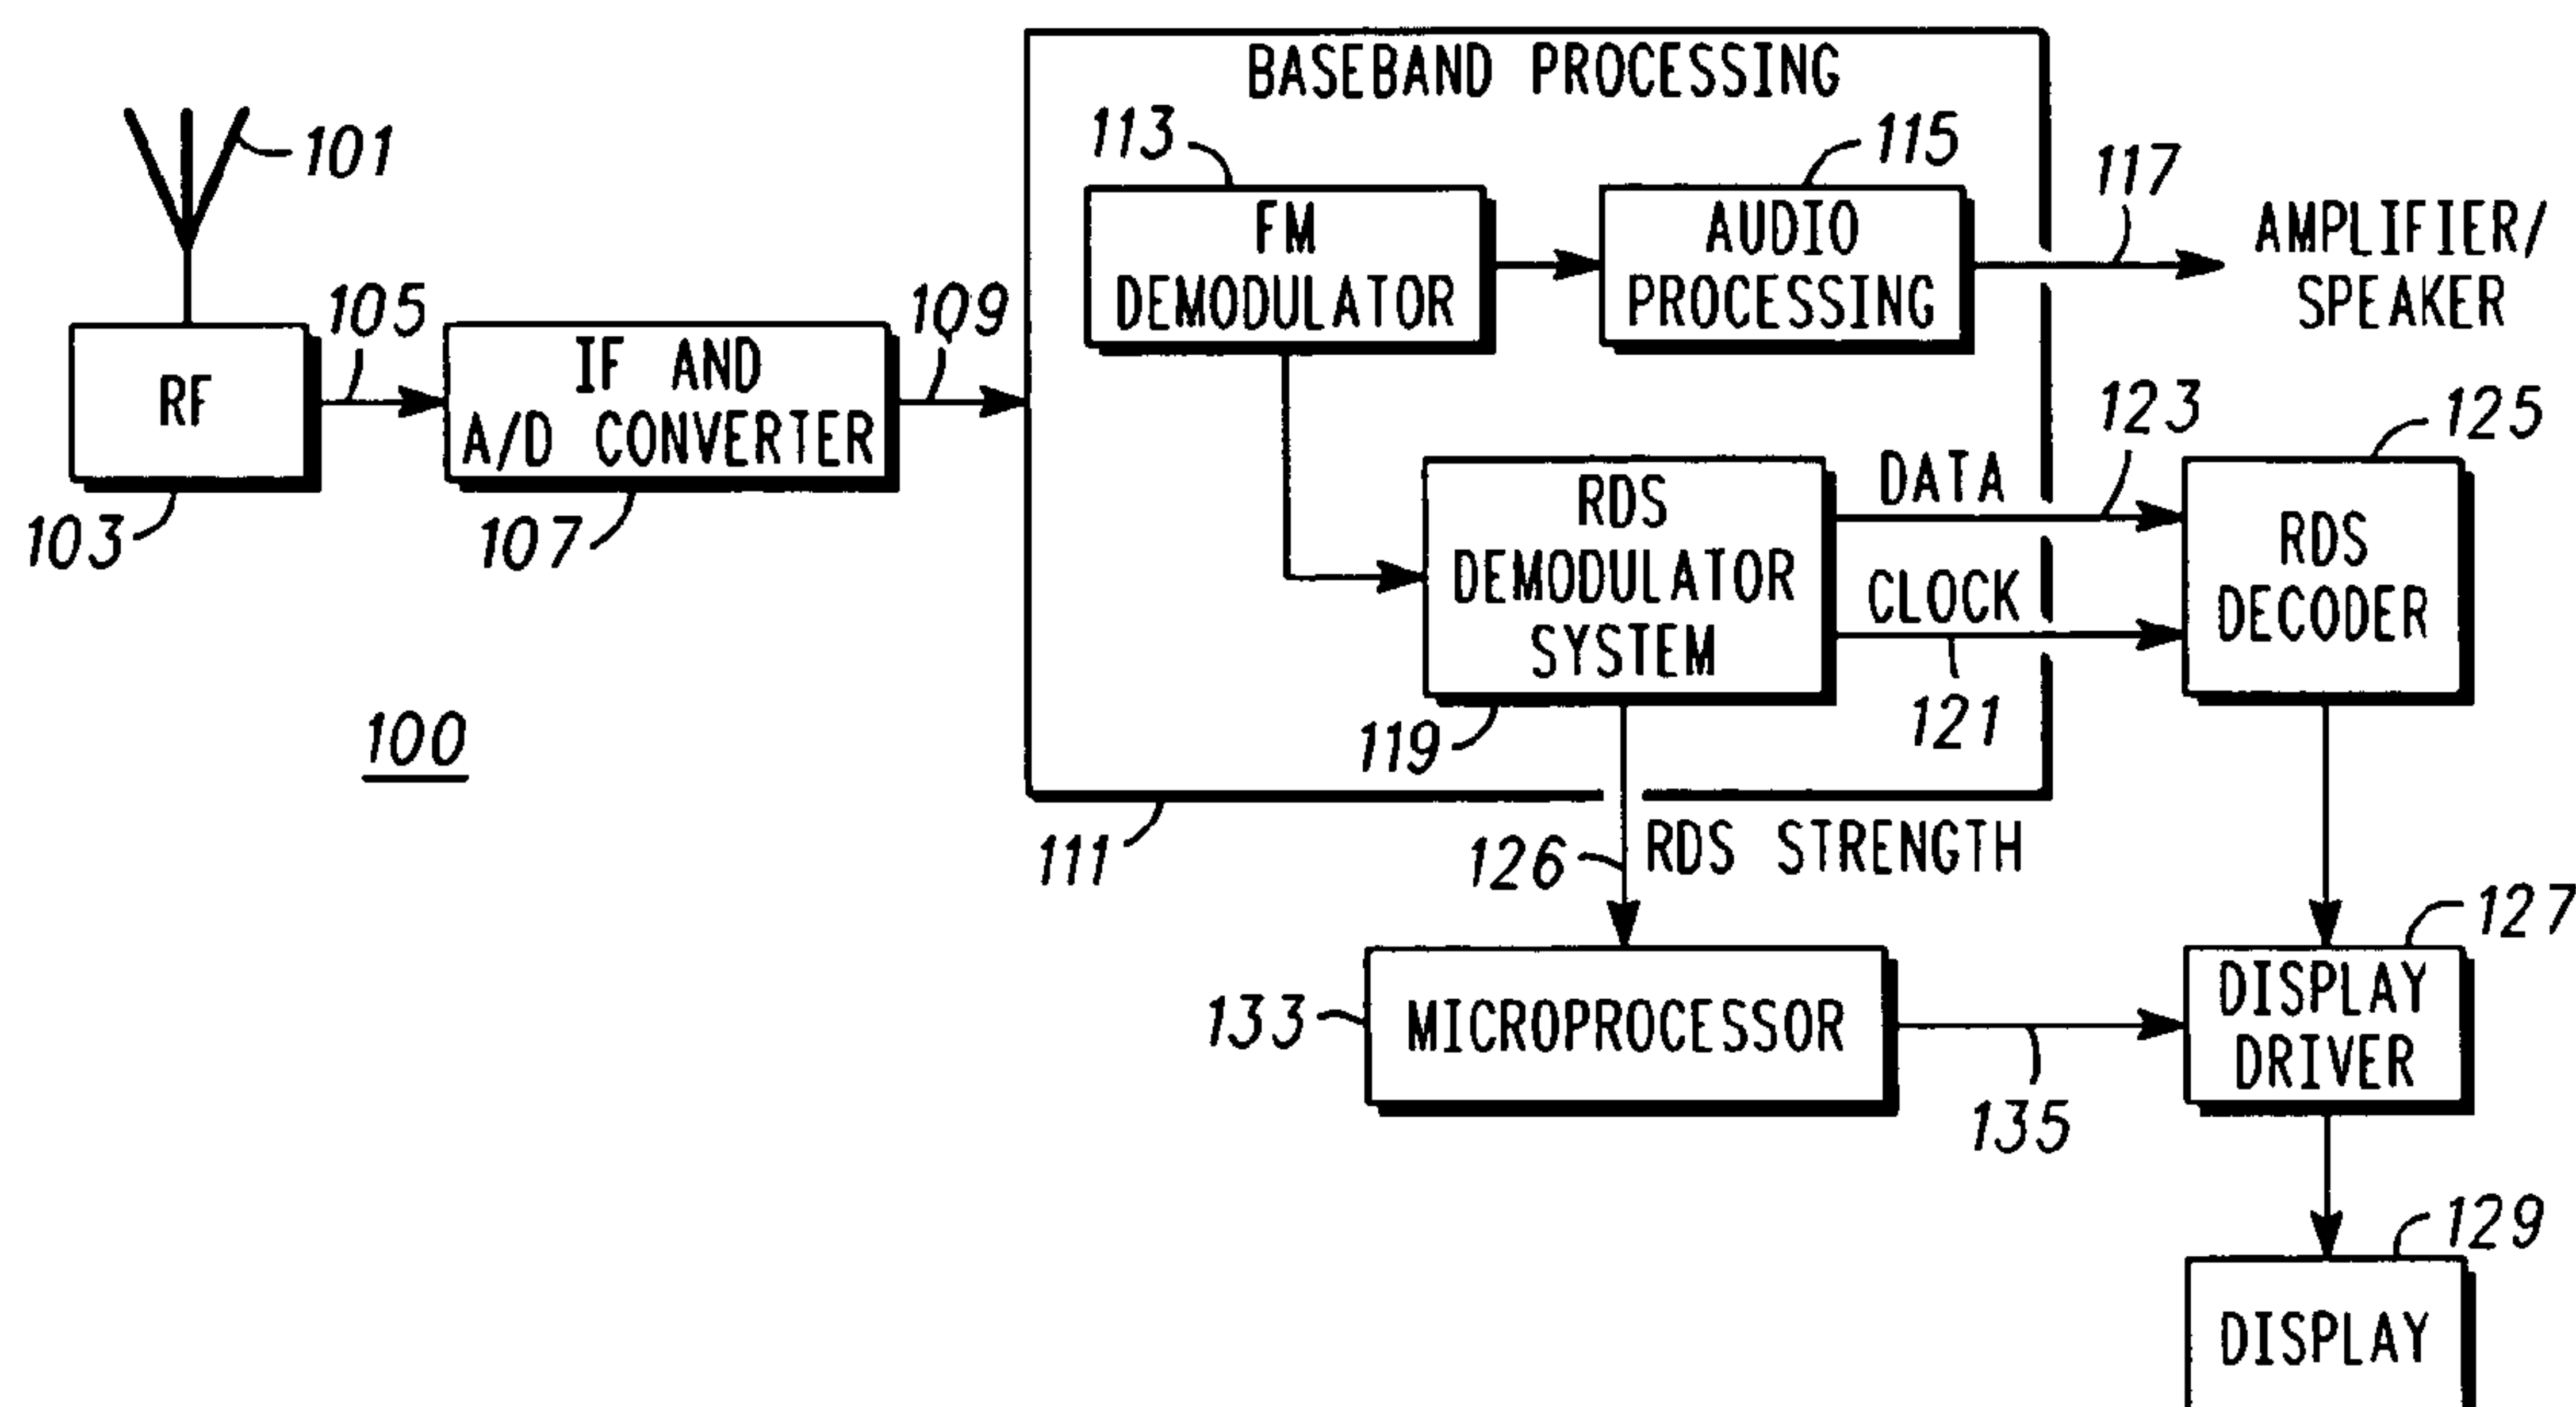 BASEBAND PROCESSING
101
113
115
117
FM
DEMODULATOR
AUDIO
PROCESSING
AMPLIFIER/
SPEAKER
105
109
RF
IF AND
A/D CONVERTER
103
107
123
125
DATA
CLOCK
RDS
DEMODULATOR
SYSTEM
RDS
DECODER
119
121
100
111
126
RDS STRENGTH
127
133
MICROPROCESSOR
DISPLAY
DRIVER
135
129
DISPLAY